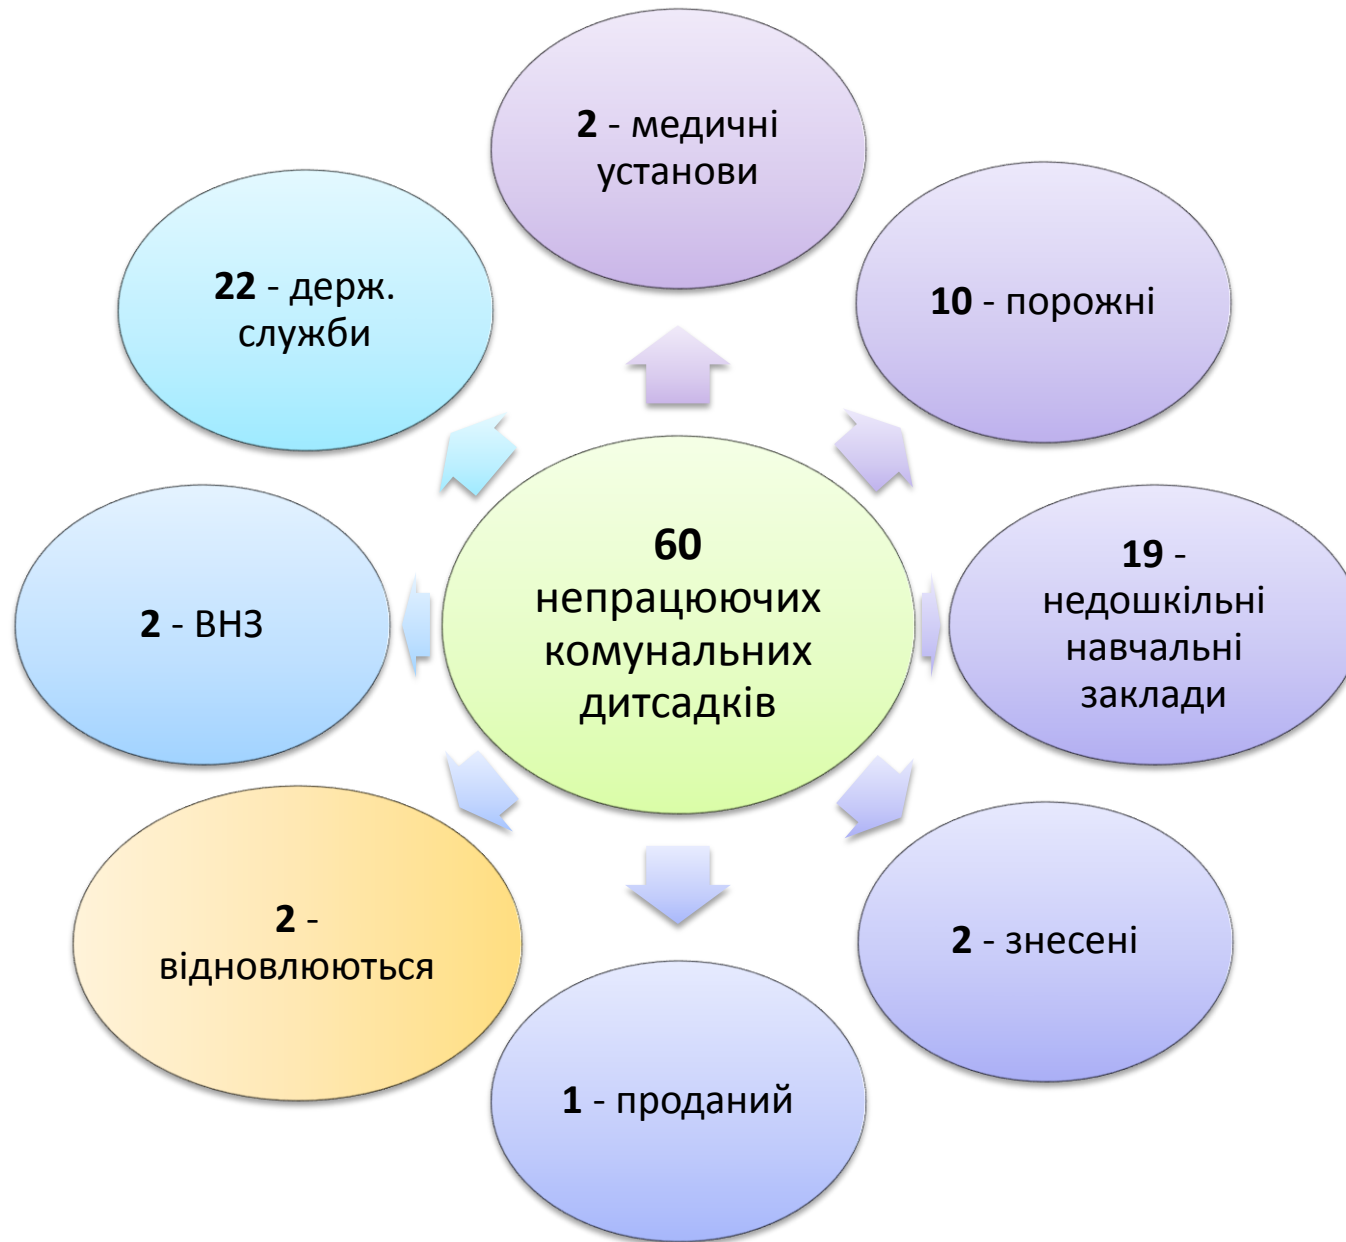 2 - медичні
установи
10 - порожні
19 -
недошкільні
навчальні
заклади
2 - знесені
1 - проданий
2 -
відновлюються
2 - ВНЗ
22 - держ.
служби
60
непрацюючих
комунальних
дитсадків